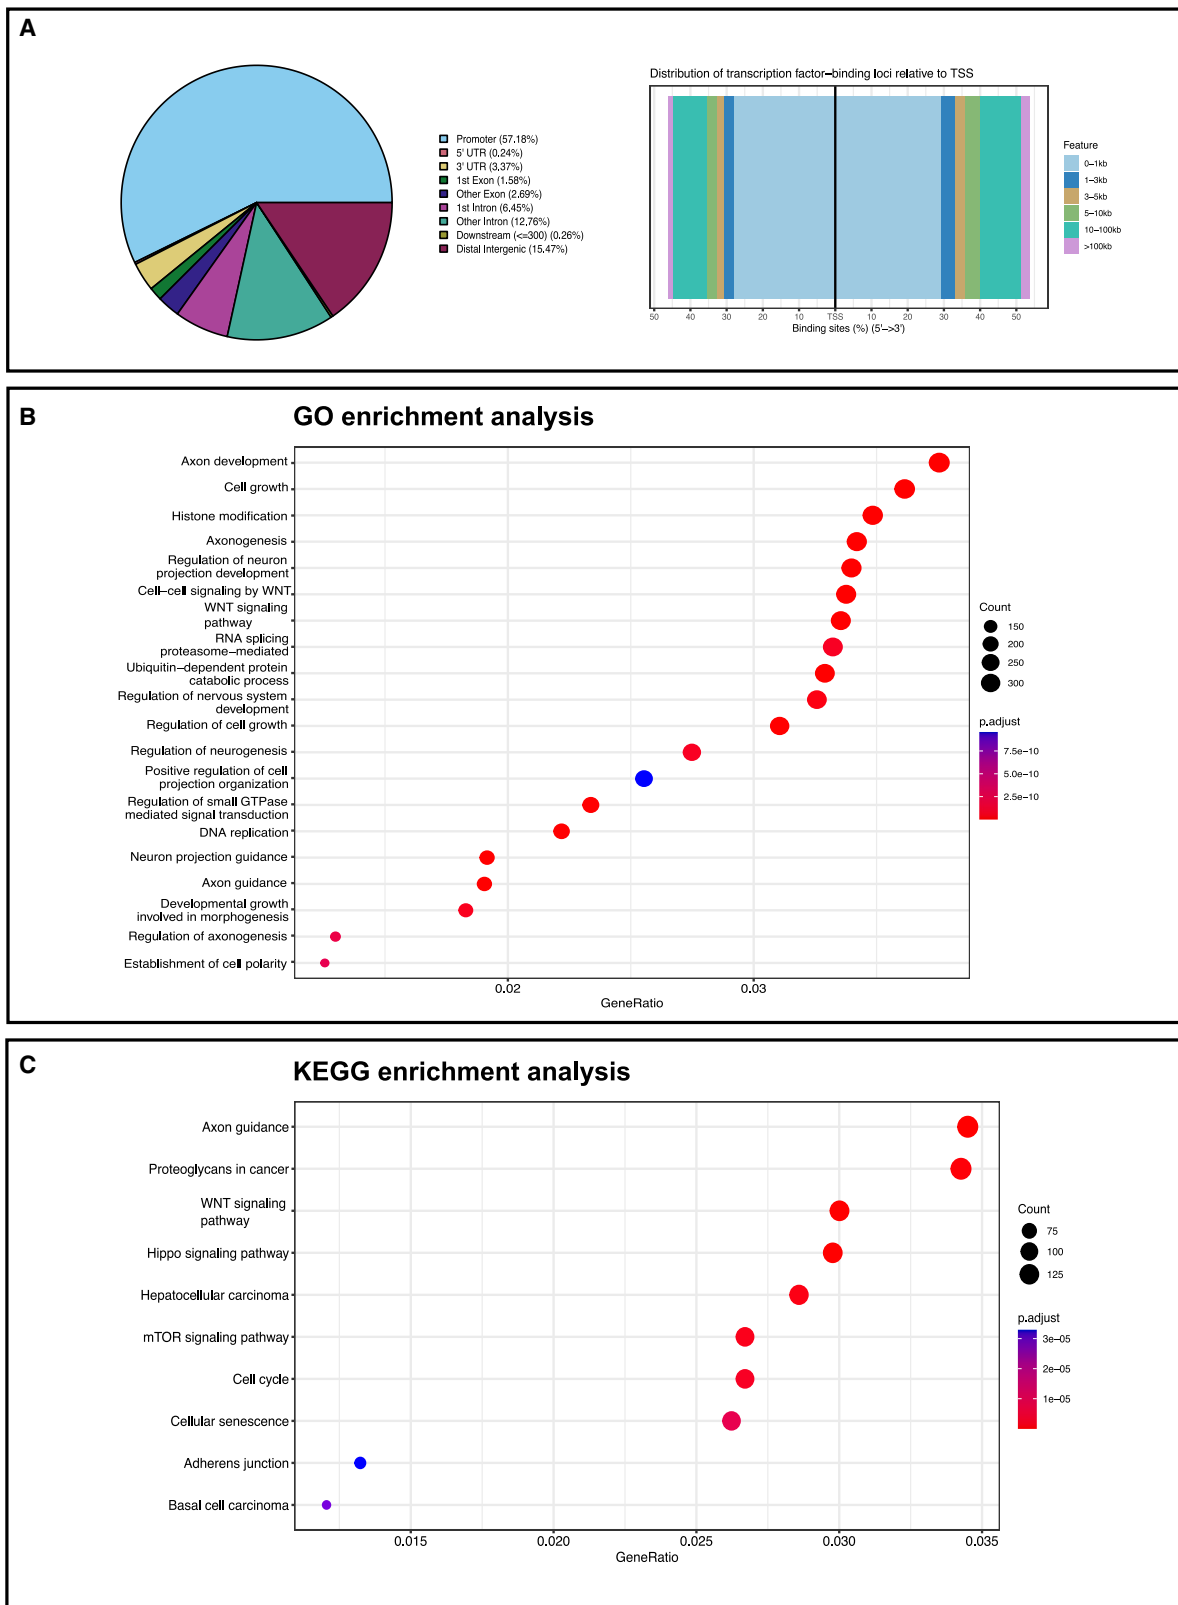 A
Promoter (57.18%)
5' UTR (0.24%)
3' UTR (3.37%)
1st Exon (1.58%)
Other Exon (2.69%)
1st Intron (6.45%)
Other Intron (12.76%)
Downstream (<=300) (0.26%)
Distal Intergenic (15.47%)
Distribution of transcription factor–binding loci relative to TSS
Feature
0–1kb
1–3kb
3–5kb
5–10kb
10–100kb
>100kb
50 40 30 20 10 TSS 10 20 30 40 50
Binding sites (%) (5'->3')
B
GO enrichment analysis
Axon development
Cell growth
Histone modification
Axonogenesis
Regulation of neuron
projection development
Cell–cell signaling by WNT
WNT signaling
pathway
RNA splicing
proteasome–mediated
Ubiquitin–dependent protein
catabolic process
Regulation of nervous system
development
Regulation of cell growth
Regulation of neurogenesis
Positive regulation of cell
projection organization
Regulation of small GTPase
mediated signal transduction
DNA replication
Neuron projection guidance
Axon guidance
Developmental growth
involved in morphogenesis
Regulation of axonogenesis
Establishment of cell polarity
0.02 0.03
GeneRatio
Count
150
200
250
300
p.adjust
7.5e−10
5.0e−10
2.5e−10
C
KEGG enrichment analysis
Axon guidance
Proteoglycans in cancer
WNT signaling
pathway
Hippo signaling pathway
Hepatocellular carcinoma
mTOR signaling pathway
Cell cycle
Cellular senescence
Adherens junction
Basal cell carcinoma
0.015 0.020 0.025 0.030 0.035
GeneRatio
Count
75
100
125
p.adjust
3e−05
2e−05
1e−05